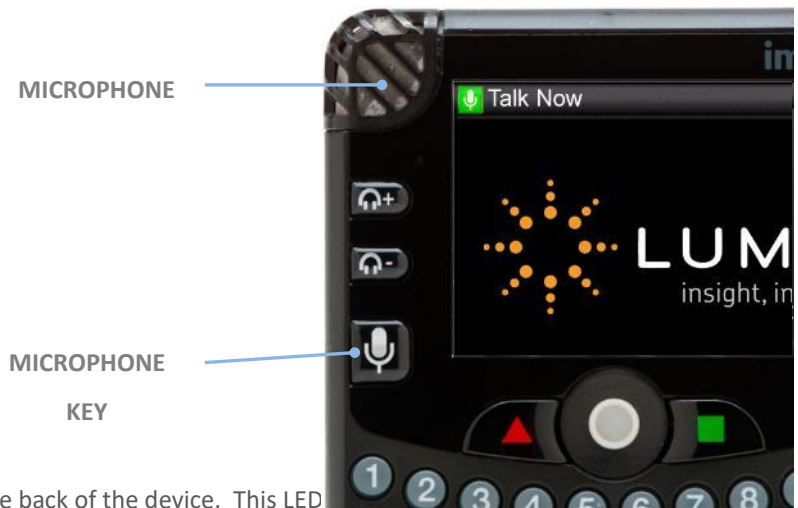 MICROPHONE
im
Talk Now
+
-
LUM
insight, in
MICROPHONE
KEY
1 2 3 4 5 6 7 8
e back of the device. This LED